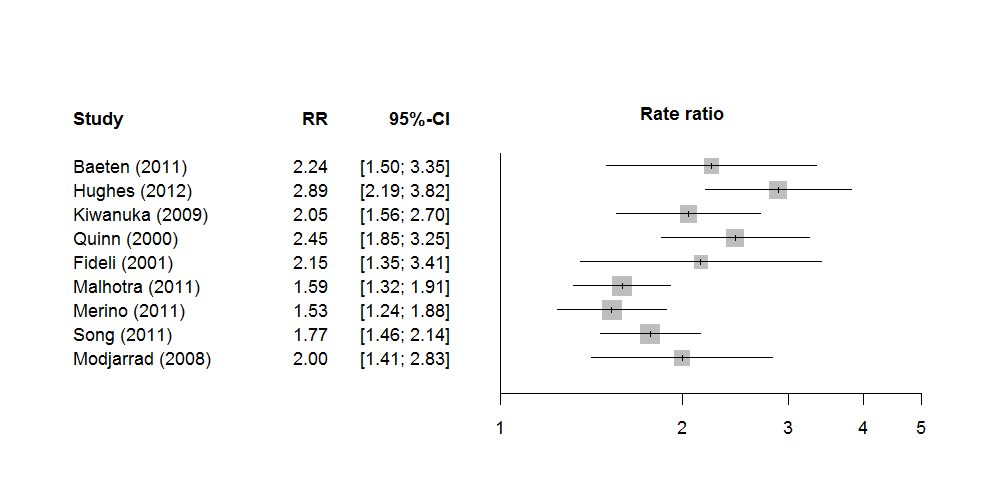 Study RR 95%-CI Rate ratio
Baeten (2011) 2.24 [1.50; 3.35]
Hughes (2012) 2.89 [2.19; 3.82]
Kiwanuka (2009) 2.05 [1.56; 2.70]
Quinn (2000) 2.45 [1.85; 3.25]
Fideli (2001) 2.15 [1.35; 3.41]
Malhotra (2011) 1.59 [1.32; 1.91]
Merino (2011) 1.53 [1.24; 1.88]
Song (2011) 1.77 [1.46; 2.14]
Modjarrad (2008) 2.00 [1.41; 2.83]
1 2 3 4 5